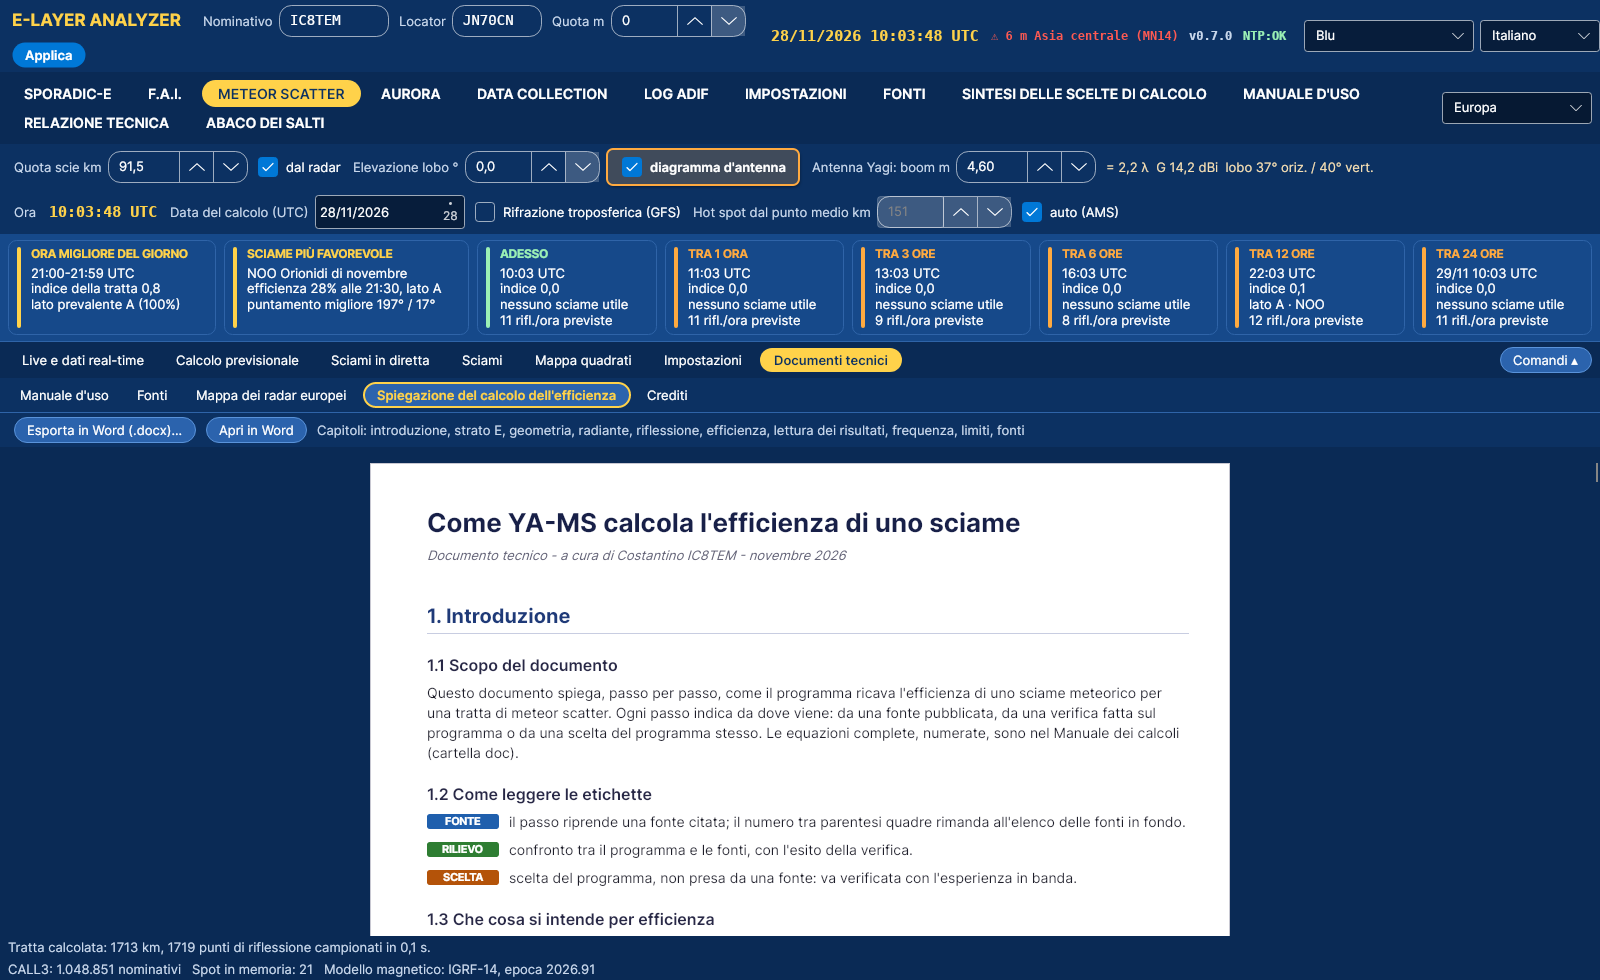 E-LAYER ANALYZER Nominativo IC8TEM Locator JN70CN Quota m 0
28/11/2026 10:03:48 UTC ⚠ 6 m Asia centrale (MN14) v0.7.0 NTP:OK Blu Italiano
Applica
SPORADIC-E F.A.I. METEOR SCATTER AURORA DATA COLLECTION LOG ADIF IMPOSTAZIONI FONTI SINTESI DELLE SCELTE DI CALCOLO MANUALE D'USO
RELAZIONE TECNICA ABACO DEI SALTI
Europa
Quota scie km 91,5 dal radar Elevazione lobo ° 0,0 diagramma d'antenna Antenna Yagi: boom m 4,60 = 2,2 λ G 14,2 dBi lobo 37° oriz. / 40° vert.
Ora 10:03:48 UTC Data del calcolo (UTC) 28/11/2026 28 Rifrazione troposferica (GFS) Hot spot dal punto medio km 151 auto (AMS)
ORA MIGLIORE DEL GIORNO
21:00-21:59 UTC
indice della tratta 0,8
lato prevalente A (100%)
SCIAME PIÙ FAVOREVOLE
NOO Orionidi di novembre
efficienza 28% alle 21:30, lato A
puntamento migliore 197° / 17°
ADESSO
10:03 UTC
indice 0,0
nessuno sciame utile
11 rifl./ora previste
TRA 1 ORA
11:03 UTC
indice 0,0
nessuno sciame utile
11 rifl./ora previste
TRA 3 ORE
13:03 UTC
indice 0,0
nessuno sciame utile
9 rifl./ora previste
TRA 6 ORE
16:03 UTC
indice 0,0
nessuno sciame utile
8 rifl./ora previste
TRA 12 ORE
22:03 UTC
indice 0,1
lato A · NOO
12 rifl./ora previste
TRA 24 ORE
29/11 10:03 UTC
indice 0,0
nessuno sciame utile
11 rifl./ora previste
Live e dati real-time Calcolo previsionale Sciami in diretta Sciami Mappa quadrati Impostazioni Documenti tecnici Comandi ▴
Manuale d'uso Fonti Mappa dei radar europei Spiegazione del calcolo dell'efficienza Crediti
Esporta in Word (.docx)... Apri in Word Capitoli: introduzione, strato E, geometria, radiante, riflessione, efficienza, lettura dei risultati, frequenza, limiti, fonti
Come YA-MS calcola l'efficienza di uno sciame
Documento tecnico - a cura di Costantino IC8TEM - novembre 2026
1. Introduzione
1.1 Scopo del documento
Questo documento spiega, passo per passo, come il programma ricava l'efficienza di uno sciame meteorico per
una tratta di meteor scatter. Ogni passo indica da dove viene: da una fonte pubblicata, da una verifica fatta sul
programma o da una scelta del programma stesso. Le equazioni complete, numerate, sono nel Manuale dei calcoli
(cartella doc).
1.2 Come leggere le etichette
FONTE il passo riprende una fonte citata; il numero tra parentesi quadre rimanda all'elenco delle fonti in fondo.
RILIEVO confronto tra il programma e le fonti, con l'esito della verifica.
SCELTA scelta del programma, non presa da una fonte: va verificata con l'esperienza in banda.
1.3 Che cosa si intende per efficienza
Tratta calcolata: 1713 km, 1719 punti di riflessione campionati in 0,1 s.
CALL3: 1.048.851 nominativi Spot in memoria: 21 Modello magnetico: IGRF-14, epoca 2026.91